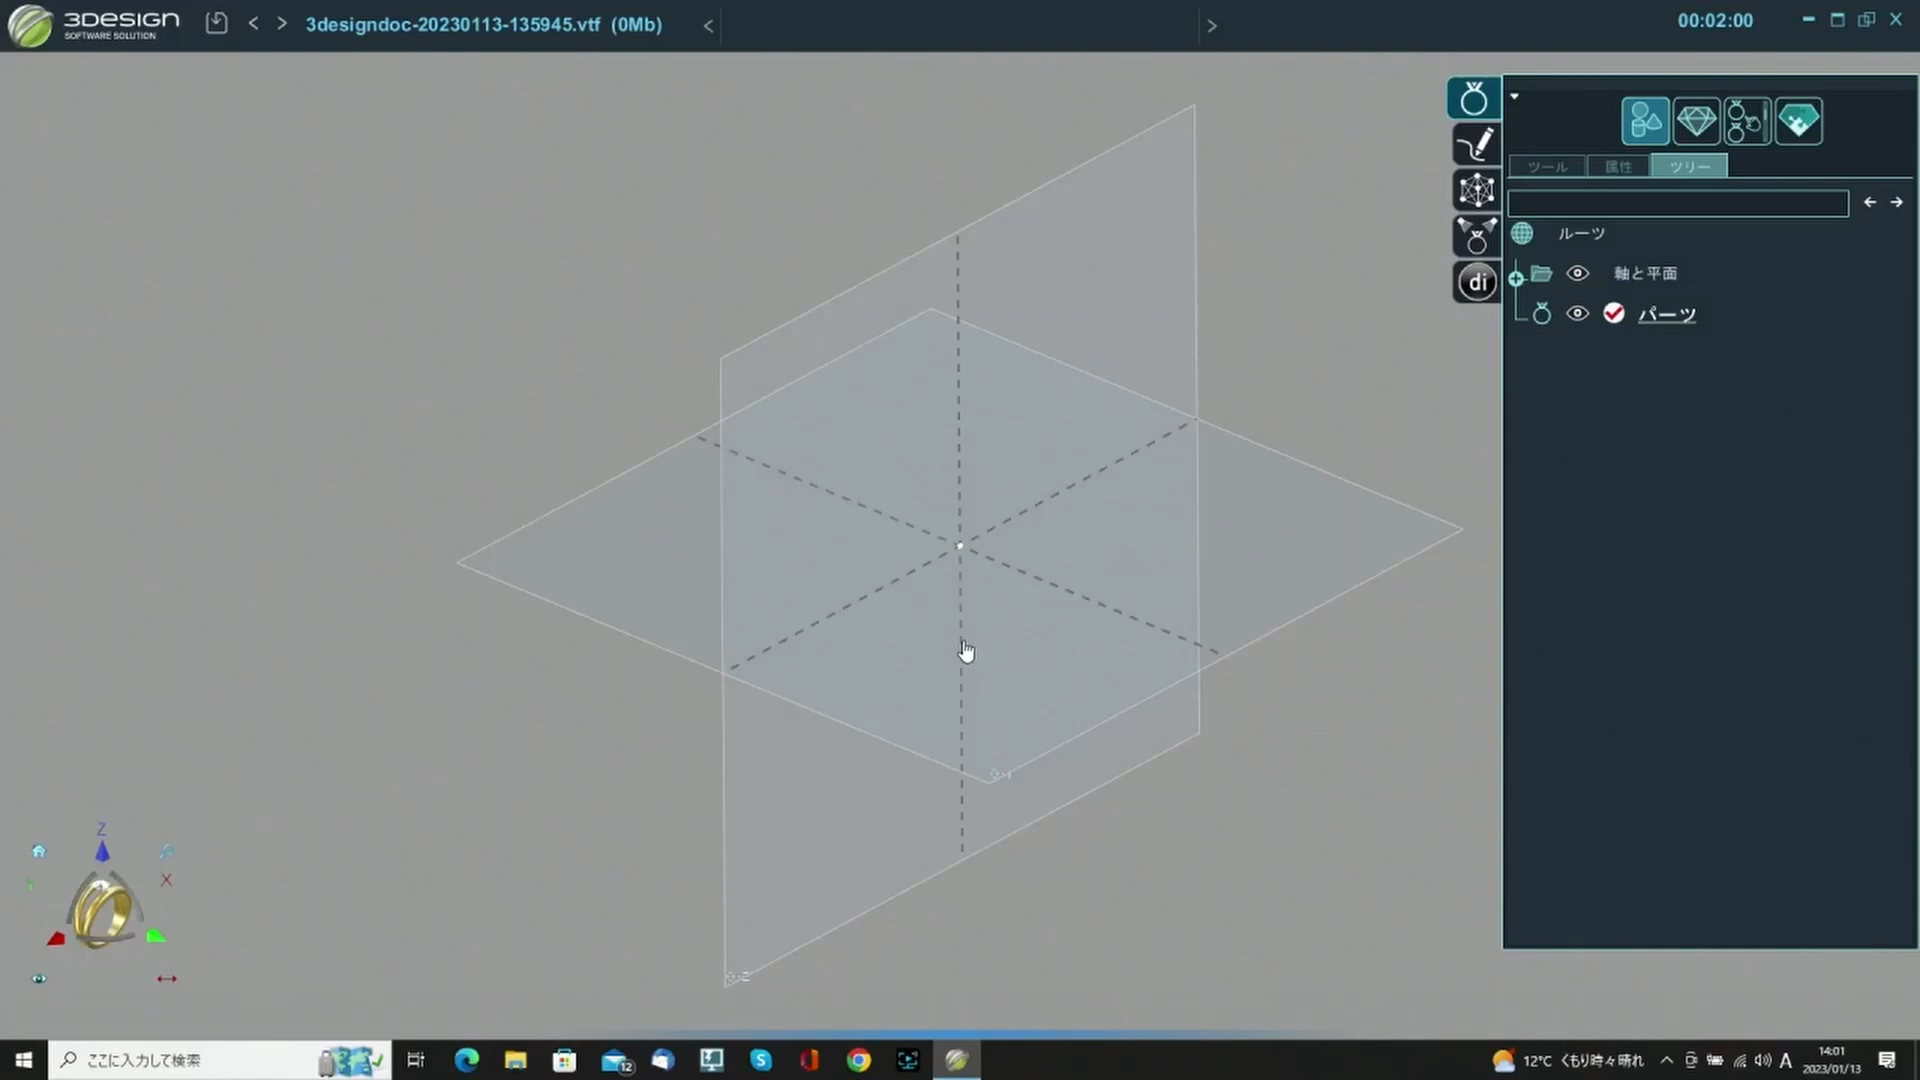 3DESIGN
SOFTWARE SOLUTION
3designdoc-20230113-135945.vtf (0Mb)
00:02:00
ツール 属性 ツリー
ルーツ
軸と平面
パーツ
di
Z
X
Y
ここに入力して検索
12
12°C くもり時々晴れ
A
14:01
2023/01/13